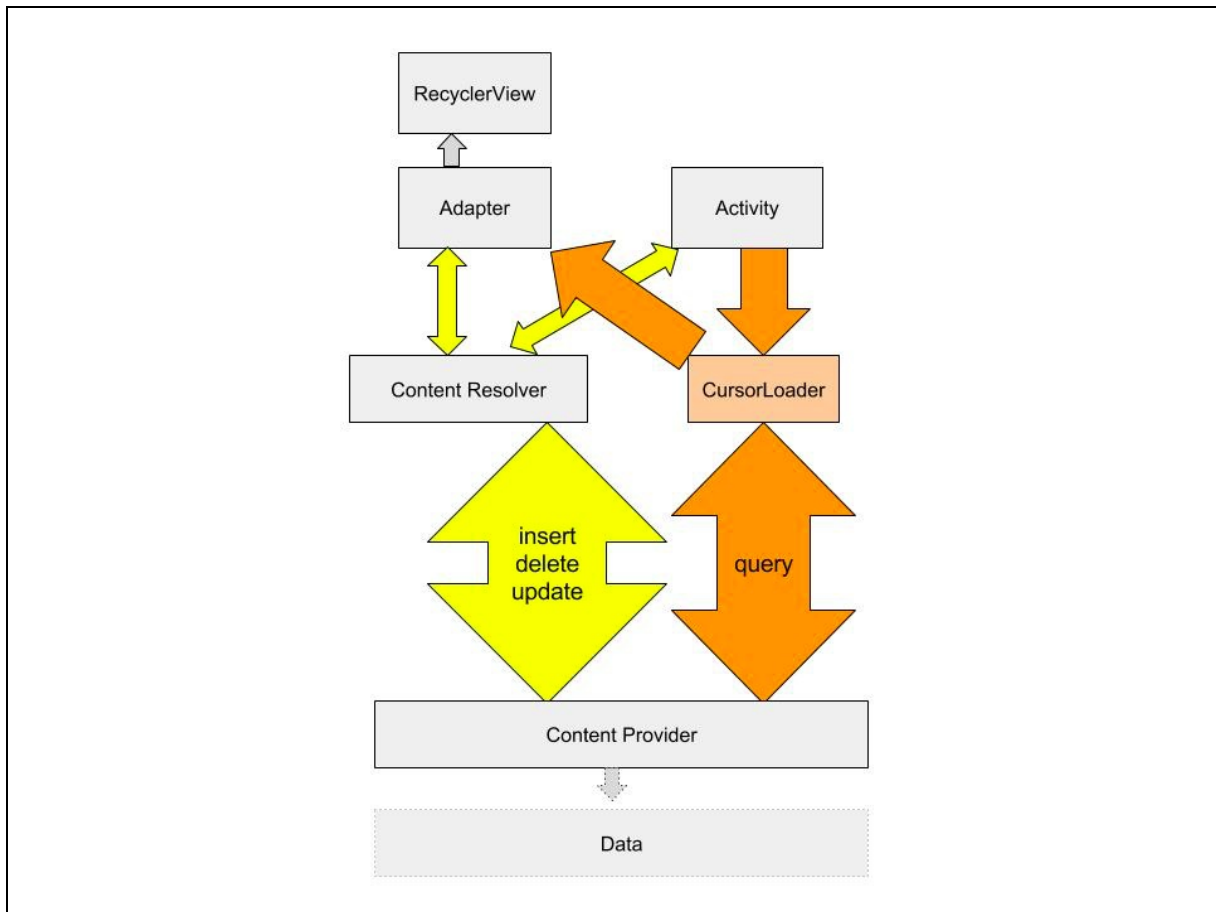 RecyclerView
Adapter
Activity
Content Resolver
CursorLoader
insert
delete
update
query
Content Provider
Data